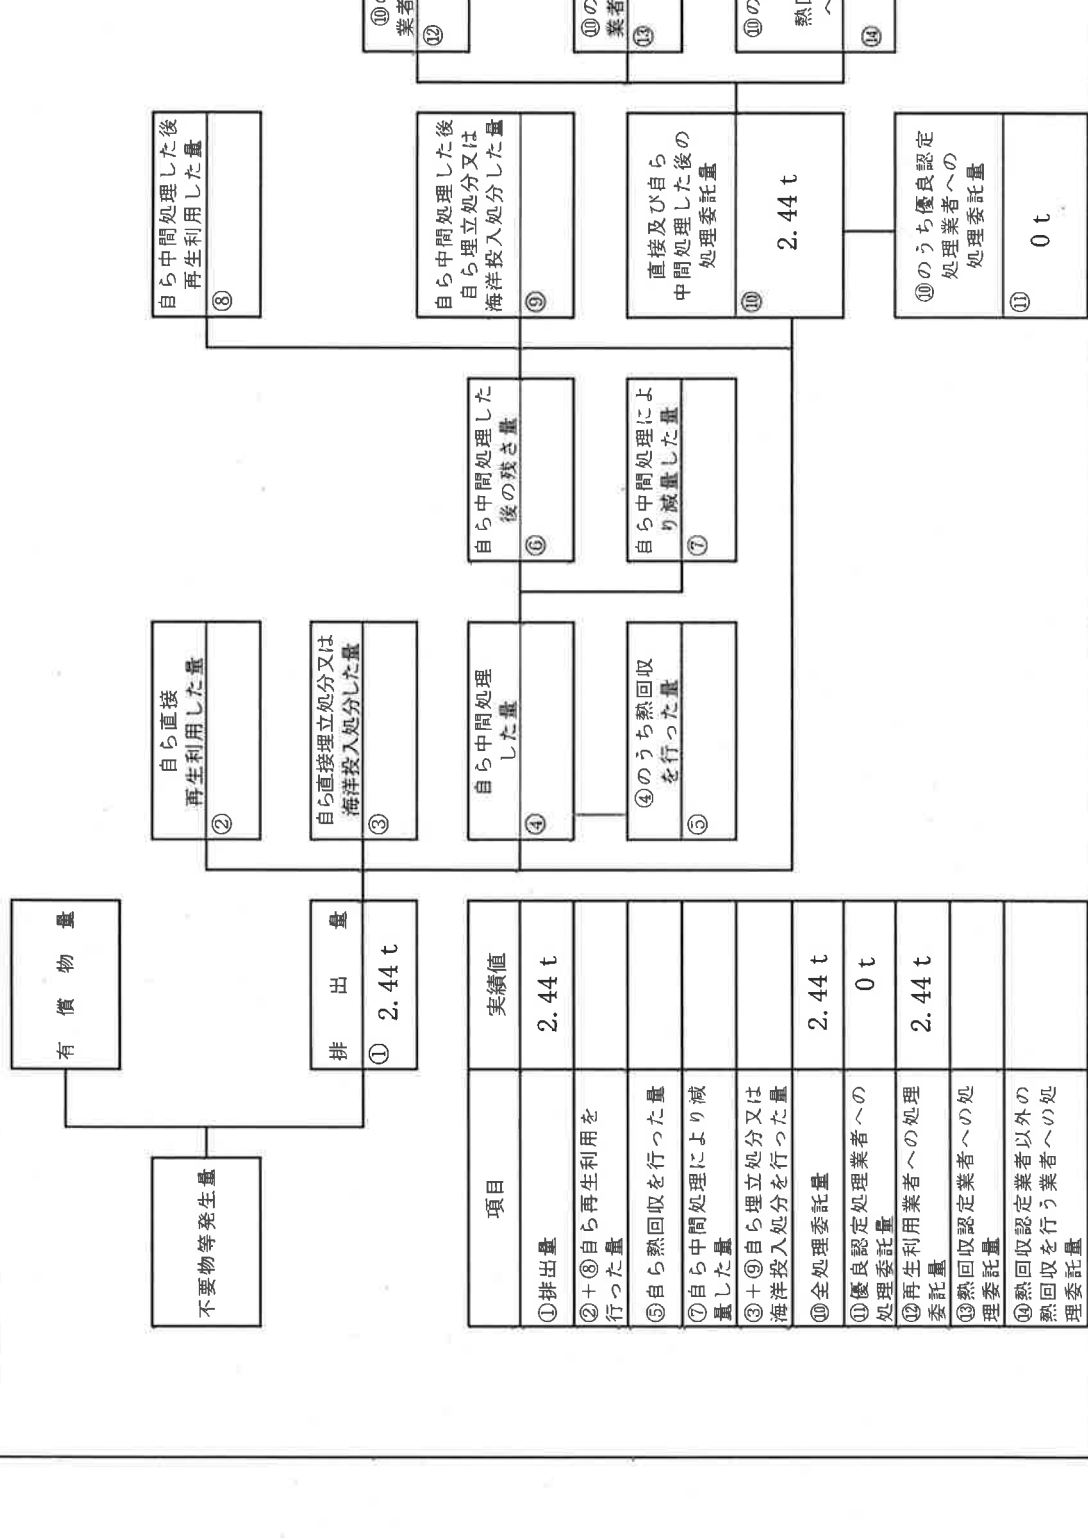 有償物量
不要物等発生量
排出量
① 2.44 t
自ら直接
再生利用した量
②
自ら直接埋立処分又は
海洋投入処分した量
③
自ら中間処理
した量
④
④のうち熱回収
を行った量
⑤
自ら中間処理した
後の残さ量
⑥
自ら中間処理によ
り減量した量
⑦
自ら中間処理した後
再生利用した量
⑧
自ら中間処理した後
自ら埋立処分又は
海洋投入処分した量
⑨
直接及び自ら
中間処理した後の
処理委託量
⑩
2.44 t
⑩のうち優良認定
処理業者への
処理委託量
⑪
0 t
⑩の
業者
⑫
⑩の
業者
⑬
⑩の
熱回
へ
⑭
項目 実績値
①排出量 2.44 t
②+⑧自ら再生利用を
行った量
⑤自ら熱回収を行った量
⑦自ら中間処理により減
量した量
③+⑨自ら埋立処分又は
海洋投入処分を行った量
⑩全処理委託量 2.44 t
⑪優良認定処理業者への
処理委託量 0 t
⑫再生利用業者への処理
委託量 2.44 t
⑬熱回収認定業者への処
理委託量
⑭熱回収認定業者以外の
熱回収を行う業者への処
理委託量